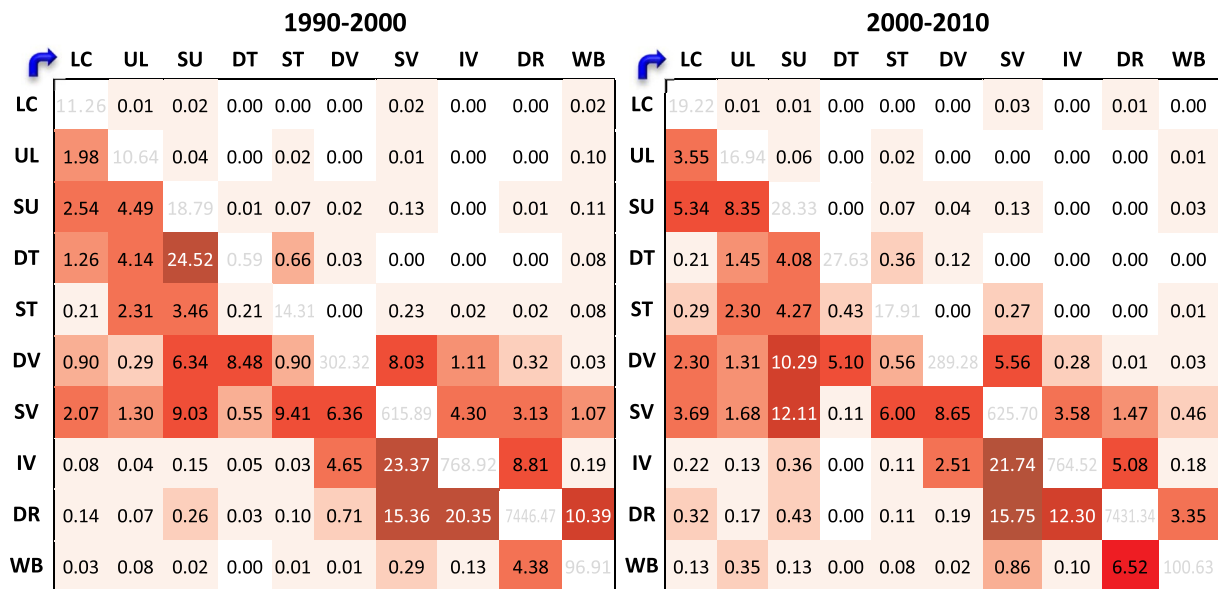 1990-2000 2000-2010
LC UL SU DT ST DV SV IV DR WB LC UL SU DT ST DV SV IV DR WB
LC 11.26 0.01 0.02 0.00 0.00 0.00 0.02 0.00 0.00 0.02 LC 19.22 0.01 0.01 0.00 0.00 0.00 0.03 0.00 0.01 0.00
UL 1.98 10.64 0.04 0.00 0.02 0.00 0.01 0.00 0.00 0.10 UL 3.55 16.94 0.06 0.00 0.02 0.00 0.00 0.00 0.00 0.01
SU 2.54 4.49 18.79 0.01 0.07 0.02 0.13 0.00 0.01 0.11 SU 5.34 8.35 28.33 0.00 0.07 0.04 0.13 0.00 0.00 0.03
DT 1.26 4.14 24.52 0.59 0.66 0.03 0.00 0.00 0.00 0.08 DT 0.21 1.45 4.08 27.63 0.36 0.12 0.00 0.00 0.00 0.00
ST 0.21 2.31 3.46 0.21 14.31 0.00 0.23 0.02 0.02 0.08 ST 0.29 2.30 4.27 0.43 17.91 0.00 0.27 0.00 0.00 0.01
DV 0.90 0.29 6.34 8.48 0.90 302.32 8.03 1.11 0.32 0.03 DV 2.30 1.31 10.29 5.10 0.56 289.28 5.56 0.28 0.01 0.03
SV 2.07 1.30 9.03 0.55 9.41 6.36 615.89 4.30 3.13 1.07 SV 3.69 1.68 12.11 0.11 6.00 8.65 625.70 3.58 1.47 0.46
IV 0.08 0.04 0.15 0.05 0.03 4.65 23.37 768.92 8.81 0.19 IV 0.22 0.13 0.36 0.00 0.11 2.51 21.74 764.52 5.08 0.18
DR 0.14 0.07 0.26 0.03 0.10 0.71 15.36 20.35 7446.47 10.39 DR 0.32 0.17 0.43 0.00 0.11 0.19 15.75 12.30 7431.34 3.35
WB 0.03 0.08 0.02 0.00 0.01 0.01 0.29 0.13 4.38 96.91 WB 0.13 0.35 0.13 0.00 0.08 0.02 0.86 0.10 6.52 100.63